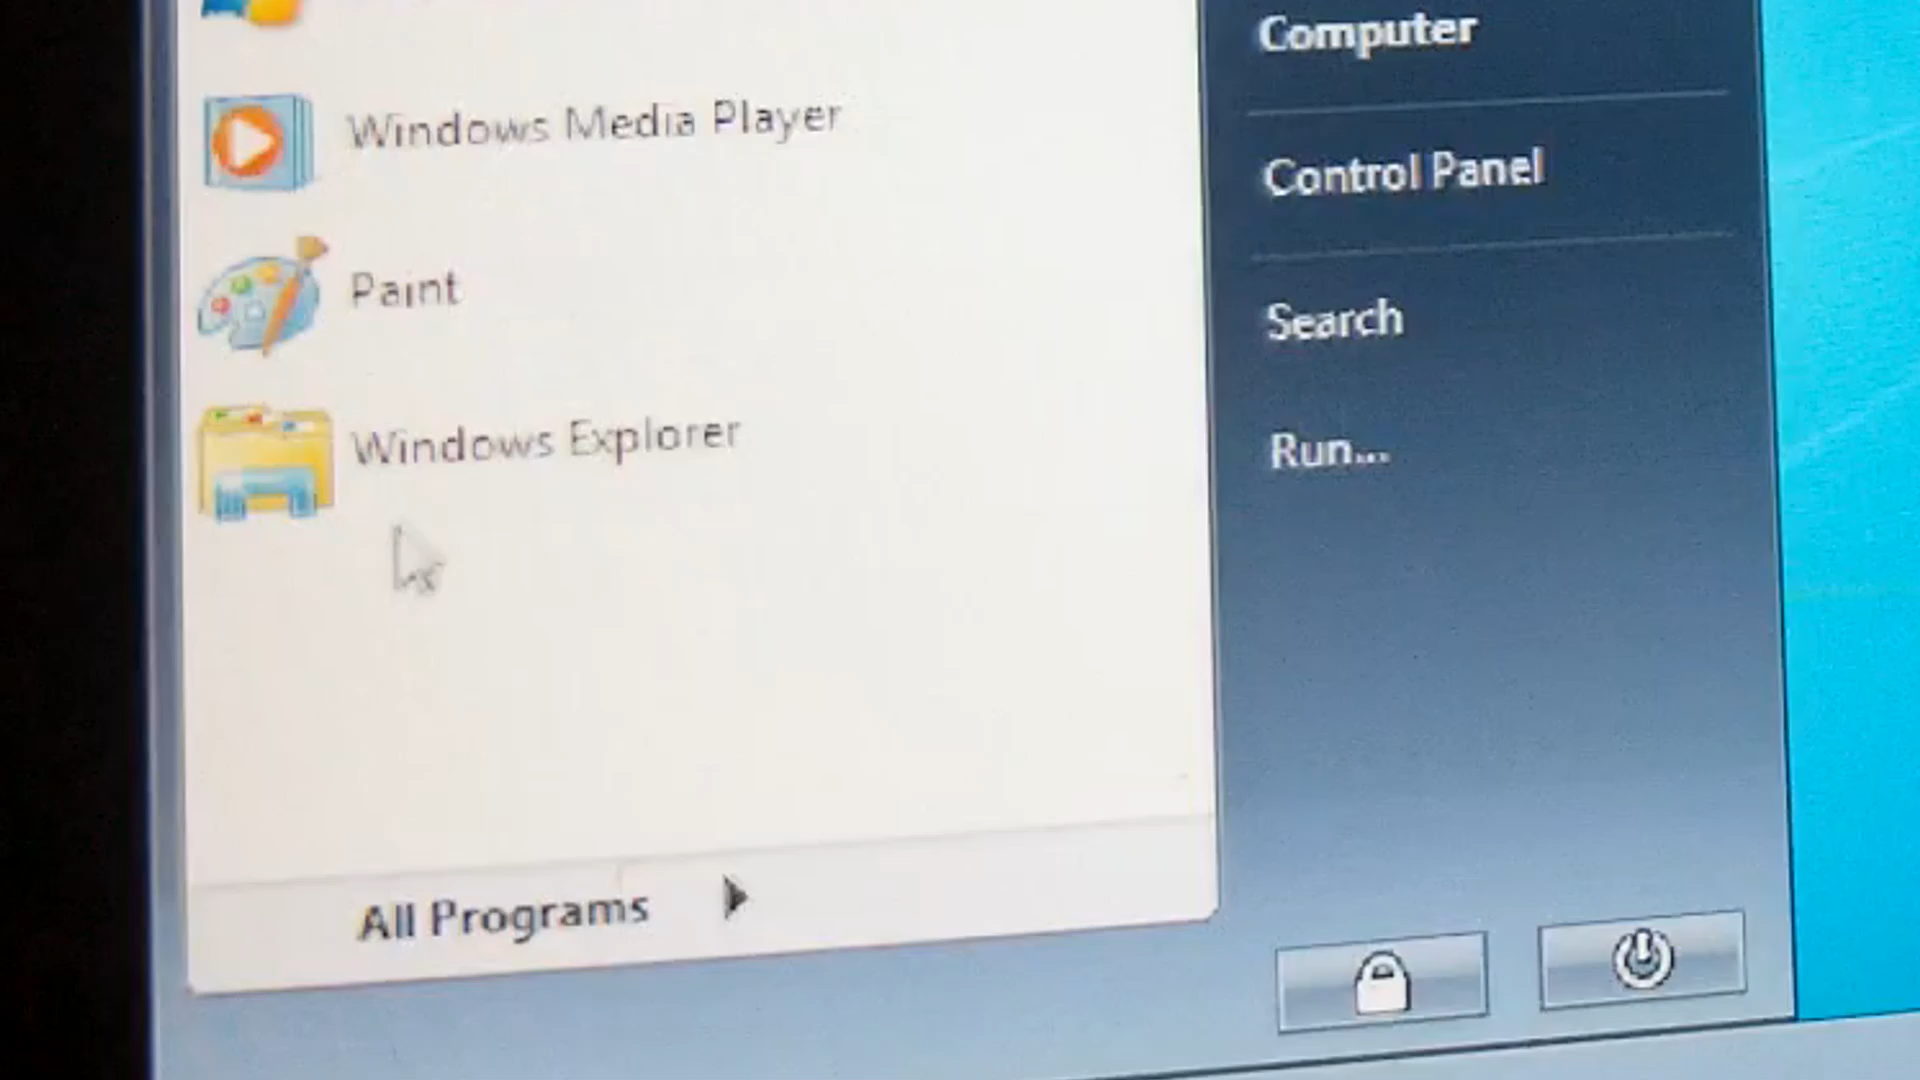 Windows Media Player
Paint
Windows Explorer
All Programs
Computer
Control Panel
Search
Run...